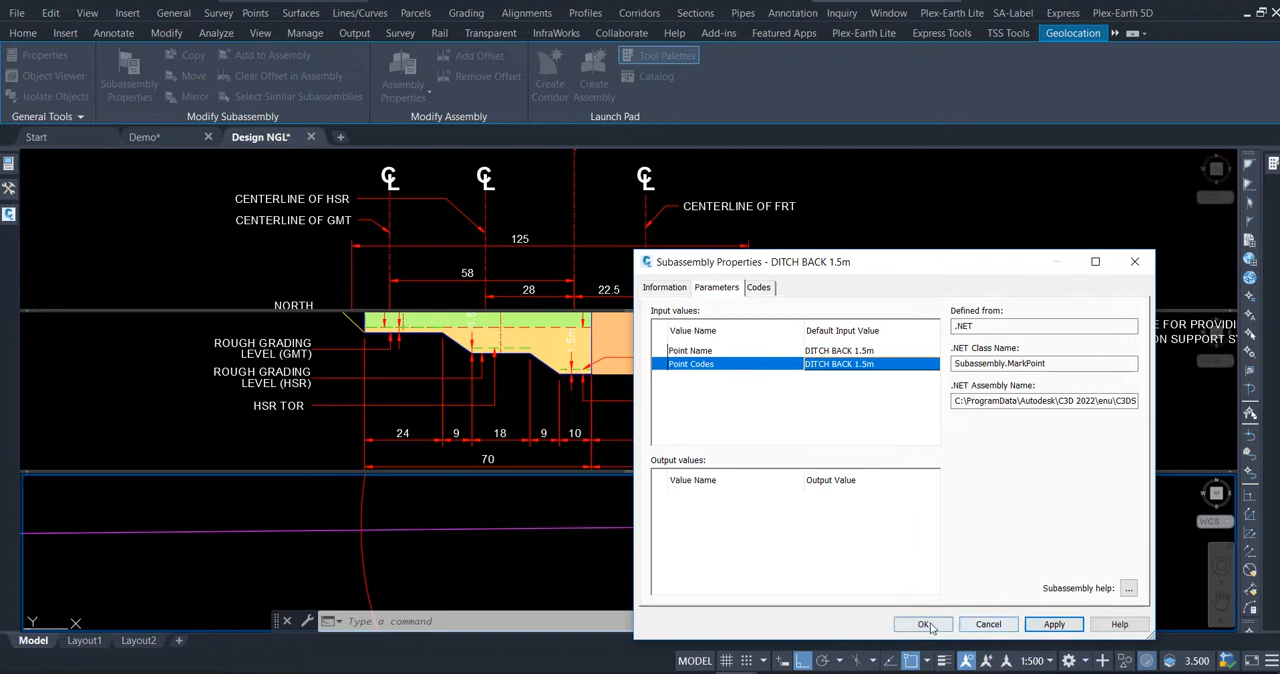 File Edit View Insert General Survey Points Surfaces Lines/Curves Parcels Grading Alignments Profiles Corridors Sections Pipes Annotation Inquiry Window Plex-Earth Lite SA-Label Express Plex-Earth 5D
Home Insert Annotate Modify Analyze View Manage Output Survey Rail Transparent InfraWorks Collaborate Help Add-ins Featured Apps Plex-Earth Lite Express Tools TSS Tools Geolocation
Properties
Object Viewer
Isolate Objects
General Tools
Subassembly
Properties
Copy
Move
Mirror
Add to Assembly
Clear Offset in Assembly
Select Similar Subassemblies
Modify Subassembly
Assembly
Properties
Add Offset
Remove Offset
Modify Assembly
Create
Corridor
Create
Assembly
Tool Palettes
Catalog
Launch Pad
Start Demo* Design NGL*
CENTERLINE OF HSR
CENTERLINE OF GMT
CENTERLINE OF FRT
125
58
28 22.5
NORTH
ROUGH GRADING
LEVEL (GMT)
ROUGH GRADING
LEVEL (HSR)
HSR TOR
1.5m
24 9 18 9 10
70
E FOR PROVIDI
ON SUPPORT S
Subassembly Properties - DITCH BACK 1.5m
Information Parameters Codes
Input values:
Value Name Default Input Value
Point Name DITCH BACK 1.5m
Point Codes DITCH BACK 1.5m
Output values:
Value Name Output Value
Defined from:
.NET
.NET Class Name:
Subassembly.MarkPoint
.NET Assembly Name:
C:\ProgramData\Autodesk\C3D 2022\enu\C3DS
Subassembly help: ...
OK Cancel Apply Help
WCS
Y X
Type a command
Model Layout1 Layout2 +
MODEL 1:500 3.500